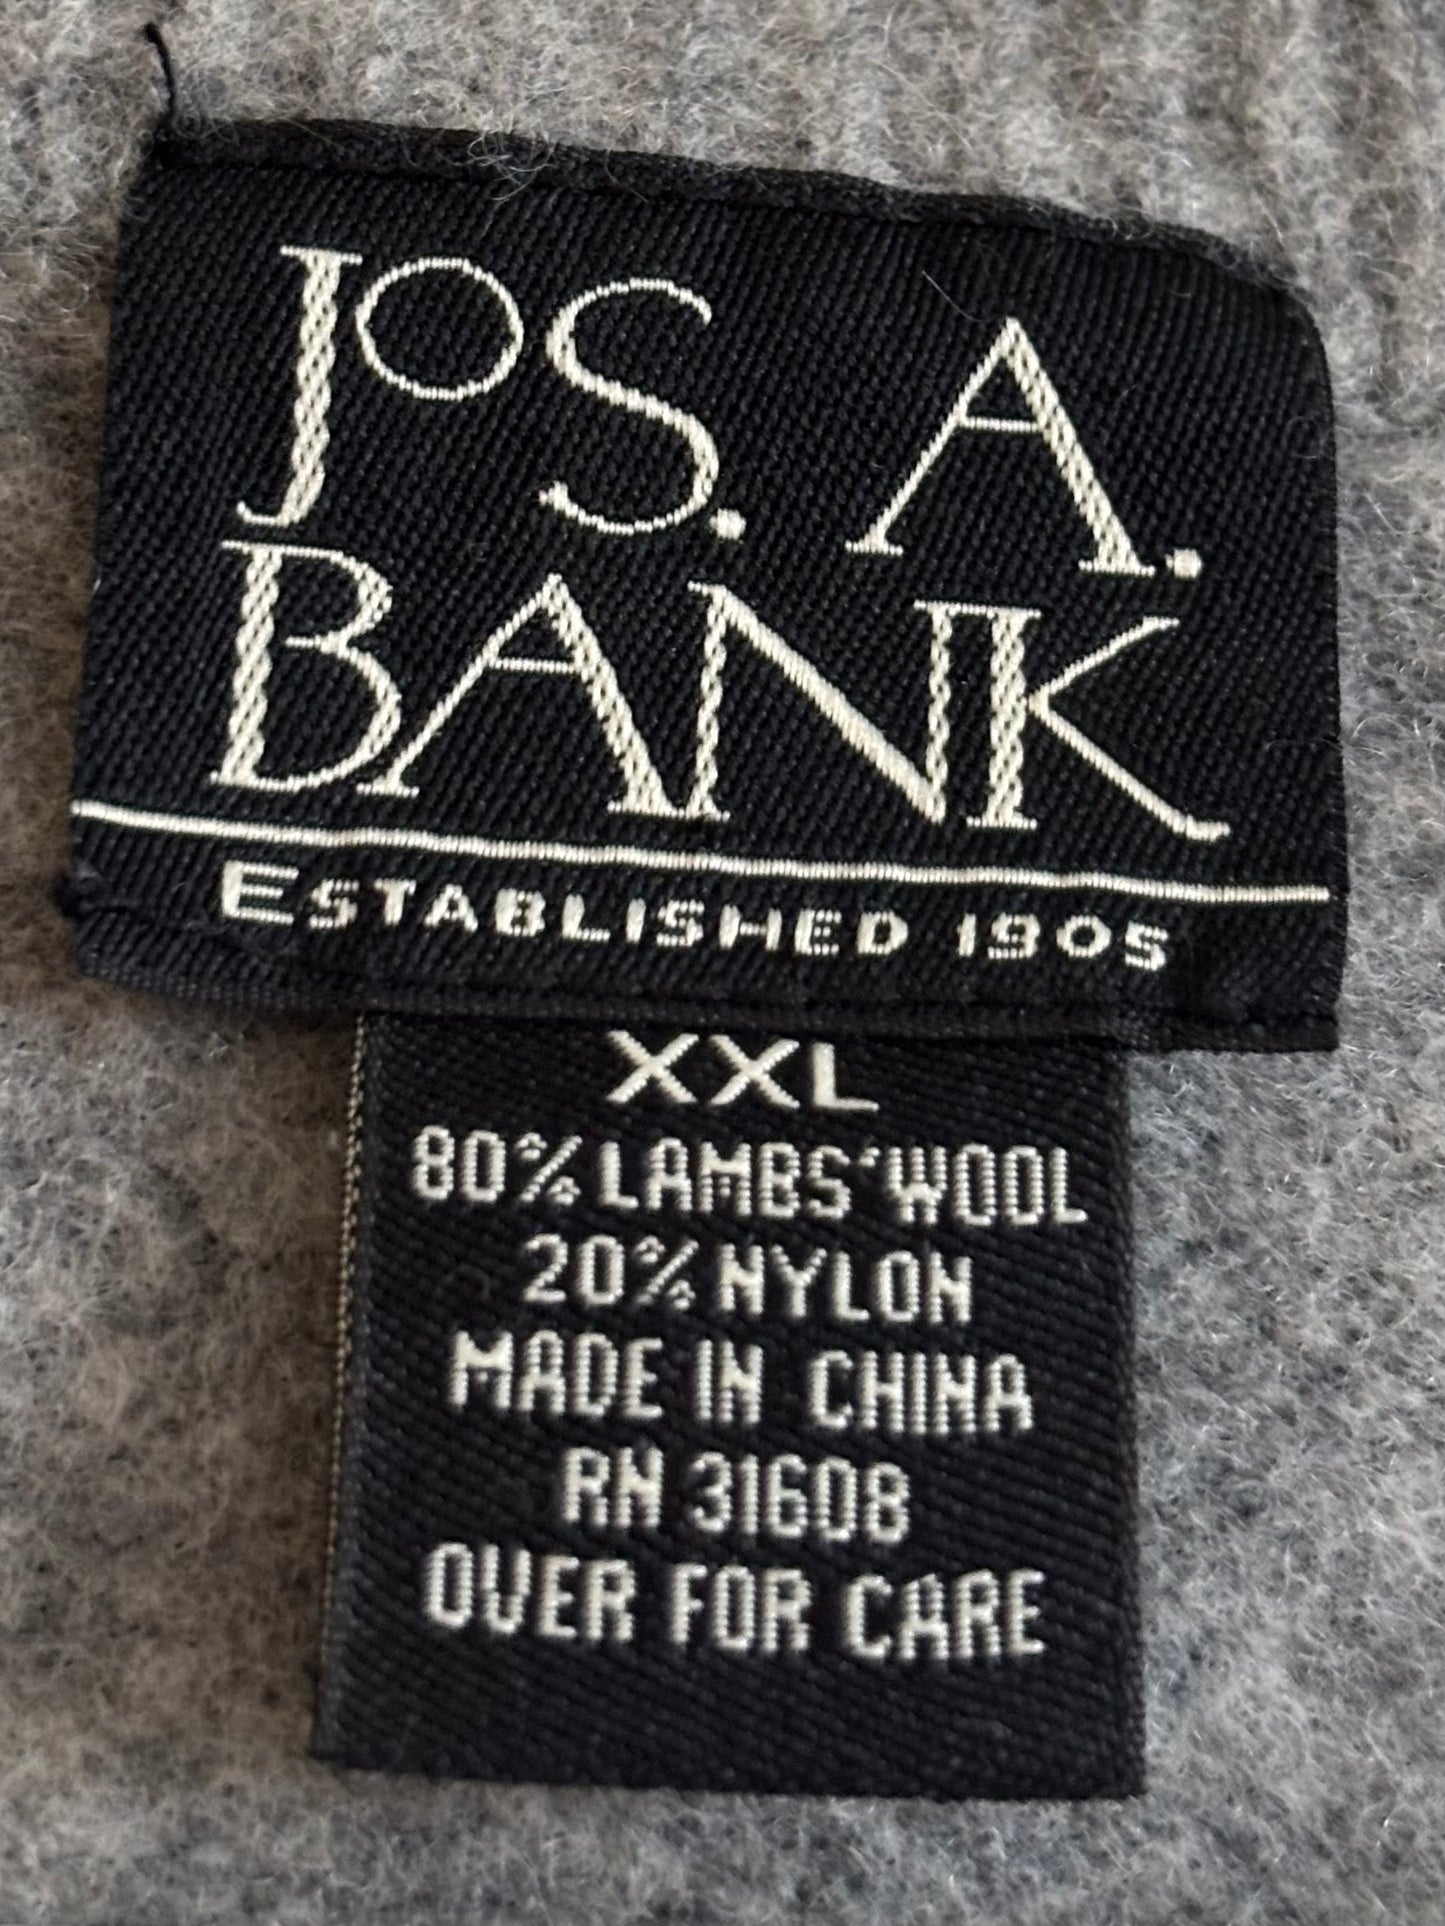 JOS. A.
BANK
ESTABLISHED 1905
XXL
80% LAMBS'WOOL
20% NYLON
MADE IN CHINA
RN 31608
OVER FOR CARE